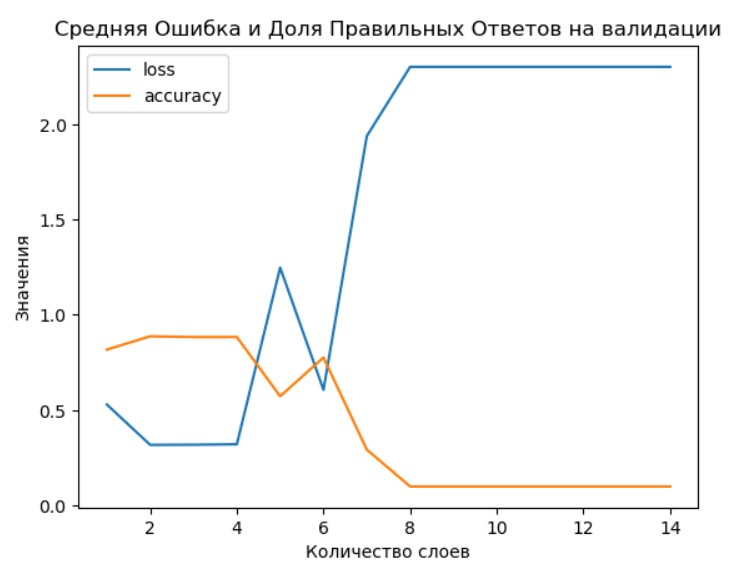 Средняя Ошибка и Доля Правильных Ответов на валидации
loss
accuracy
Значения
2.0
1.5
1.0
0.5
0.0
2 4 6 8 10 12 14
Количество слоев